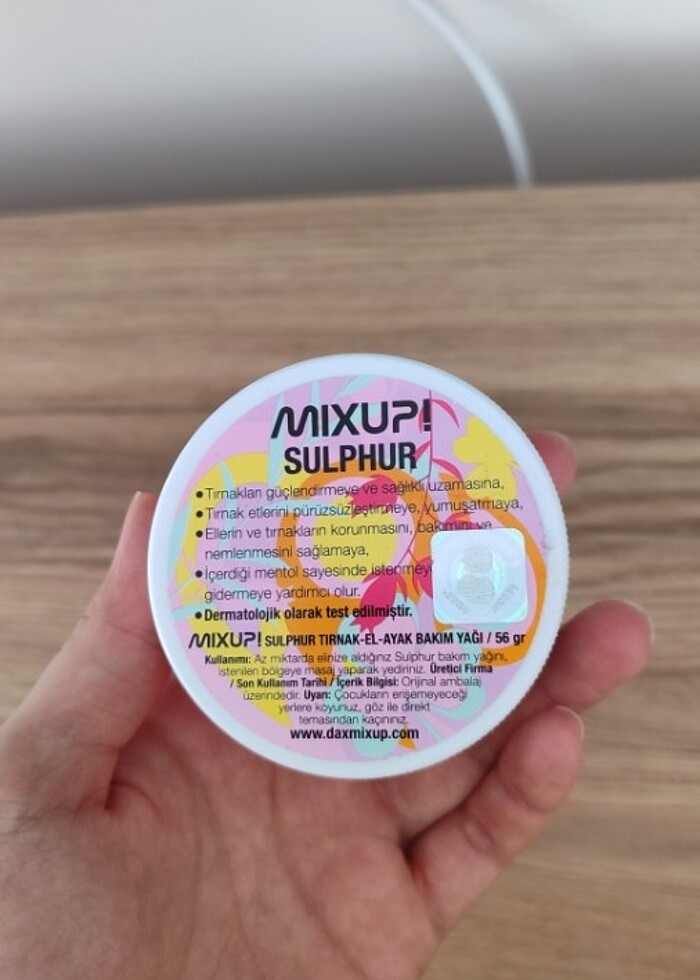 MIXUP!
SULPHUR
•Tırnakları güçlendirmeye ve sağlıklı uzamasına,
•Tırnak etlerini pürüzsüzleştirmeye, yumuşatmaya,
•Ellerin ve tırnakların korunmasını, bakımını ve
nemlenmesini sağlamaya,
•İçerdiği mentol sayesinde istenmeye
gidermeye yardımcı olur.
•Dermatolojik olarak test edilmiştir.
MIXUP! SULPHUR TIRNAK-EL-AYAK BAKIM YAĞI / 56 gr
Kullanımı: Az miktarda elinize aldığınız Sulphur bakım yağını,
istenilen bölgeye masaj yaparak yediriniz. Üretici Firma
/ Son Kullanım Tarihi / İçerik Bilgisi: Orijinal ambalaj
üzerindedir. Uyarı: Çocukların erişemeyeceği
yerlere koyunuz, göz ile direkt
temasından kaçınınız.
www.daxmixup.com